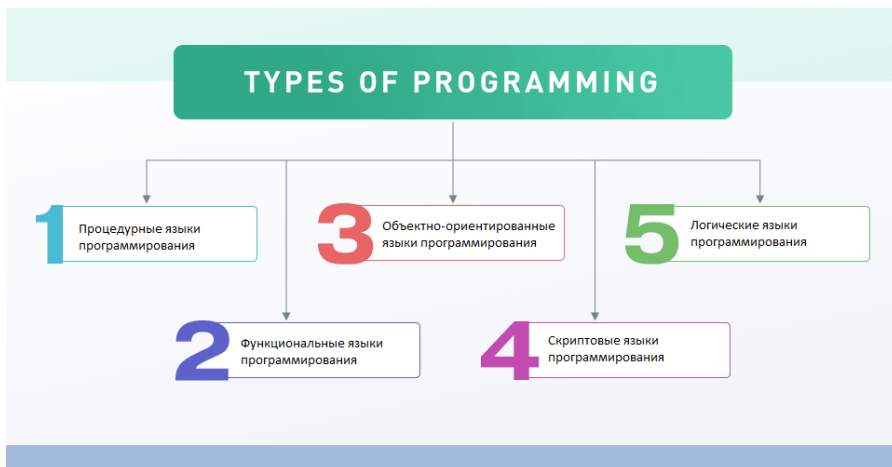 TYPES OF PROGRAMMING
1
Процедурные языки
программирования
2
Функциональные языки
программирования
3
Объектно-ориентированные
языки программирования
4
Скриптовые языки
программирования
5
Логические языки
программирования